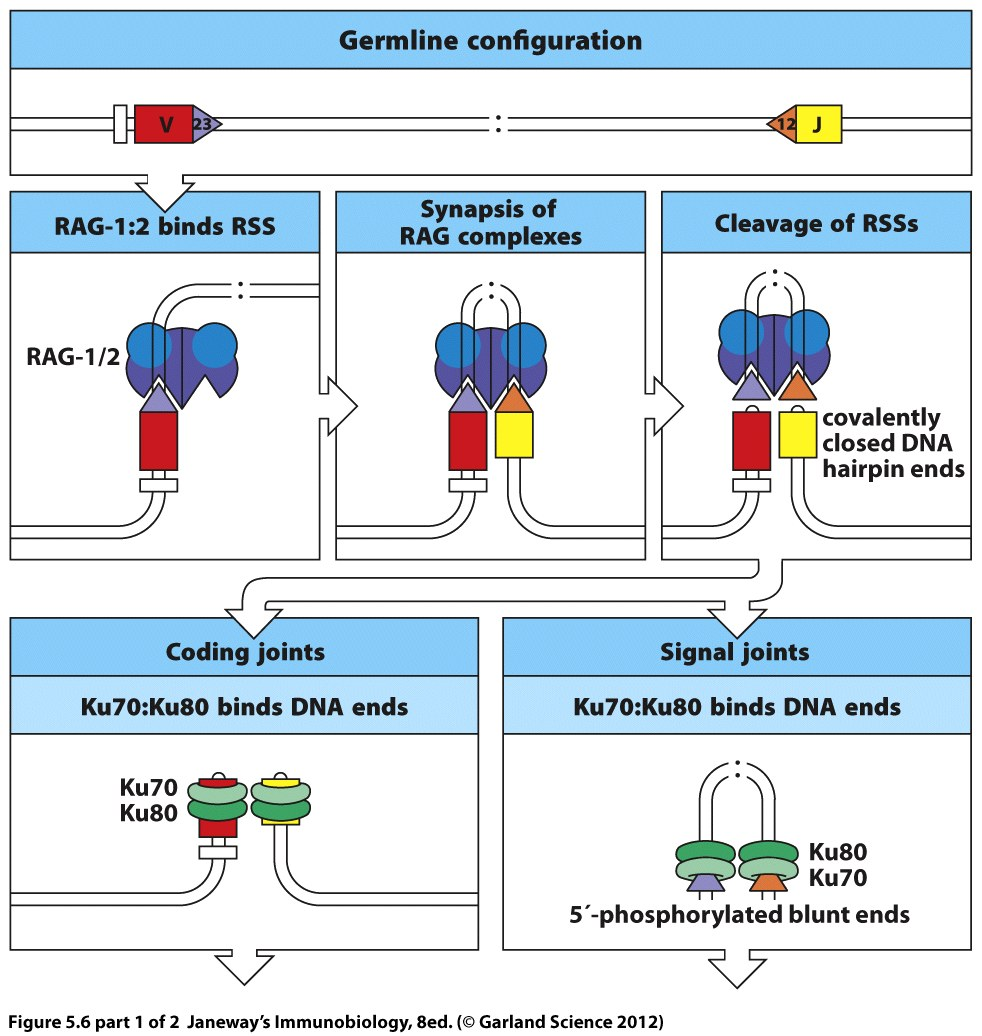 Germline configuration
V
23
12
J
RAG-1:2 binds RSS
RAG-1/2
Synapsis of
RAG complexes
Cleavage of RSSs
covalently
closed DNA
hairpin ends
Coding joints
Ku70:Ku80 binds DNA ends
Ku70
Ku80
Signal joints
Ku70:Ku80 binds DNA ends
Ku80
Ku70
5´-phosphorylated blunt ends
Figure 5.6 part 1 of 2 Janeway’s Immunobiology, 8ed. (© Garland Science 2012)